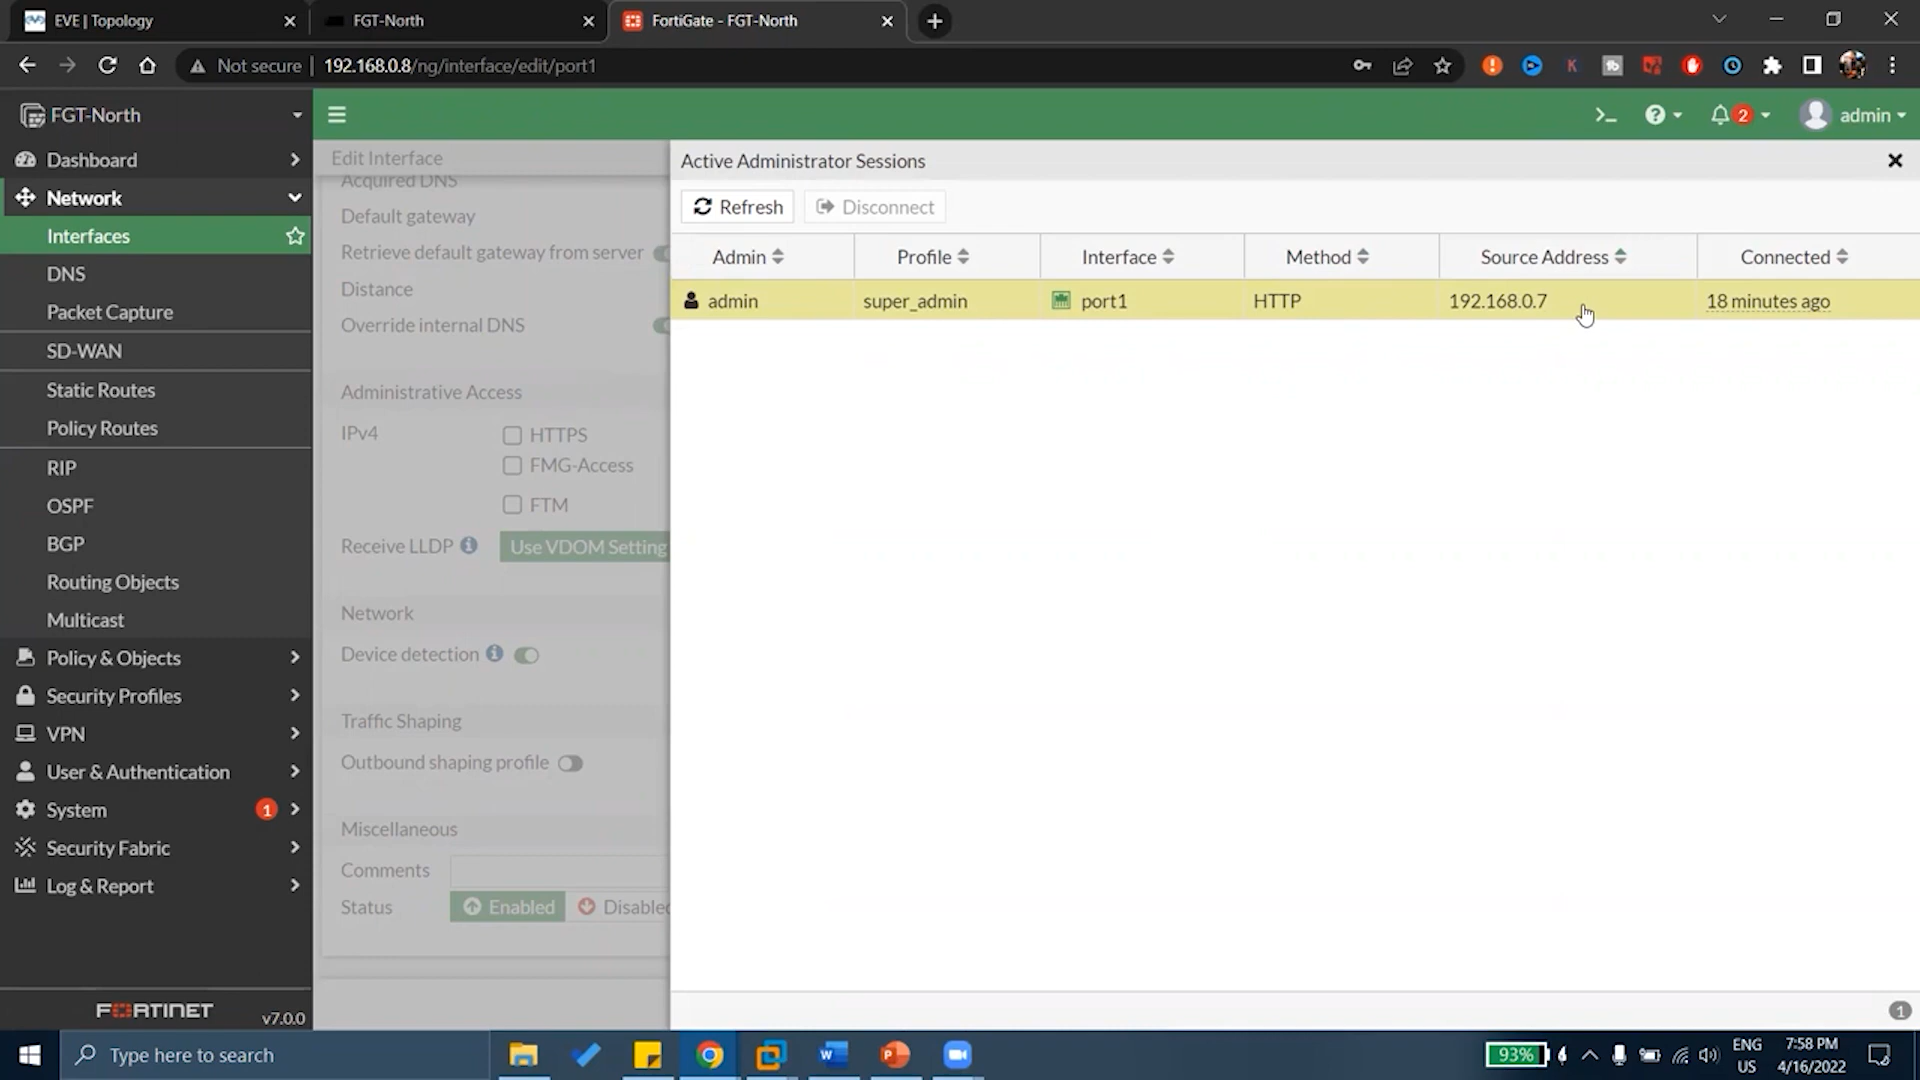 EVE | Topology
FGT-North
FortiGate - FGT-North
Not secure
192.168.0.8/ng/interface/edit/port1
FGT-North
2
admin
Dashboard
Network
Interfaces
DNS
Packet Capture
SD-WAN
Static Routes
Policy Routes
RIP
OSPF
BGP
Routing Objects
Multicast
Policy & Objects
Security Profiles
VPN
User & Authentication
System
1
Security Fabric
Log & Report
FORTINET
v7.0.0
Edit Interface
Acquired DNS
Default gateway
Retrieve default gateway from server
Distance
Override internal DNS
Administrative Access
IPv4
HTTPS
FMG-Access
FTM
Receive LLDP
Use VDOM Setting
Network
Device detection
Traffic Shaping
Outbound shaping profile
Miscellaneous
Comments
Status
Enabled
Disabled
Active Administrator Sessions
Refresh
Disconnect
Admin Profile Interface Method Source Address Connected
admin super_admin port1 HTTP 192.168.0.7 18 minutes ago
1
Type here to search
93%
ENG
US
7:58 PM
4/16/2022